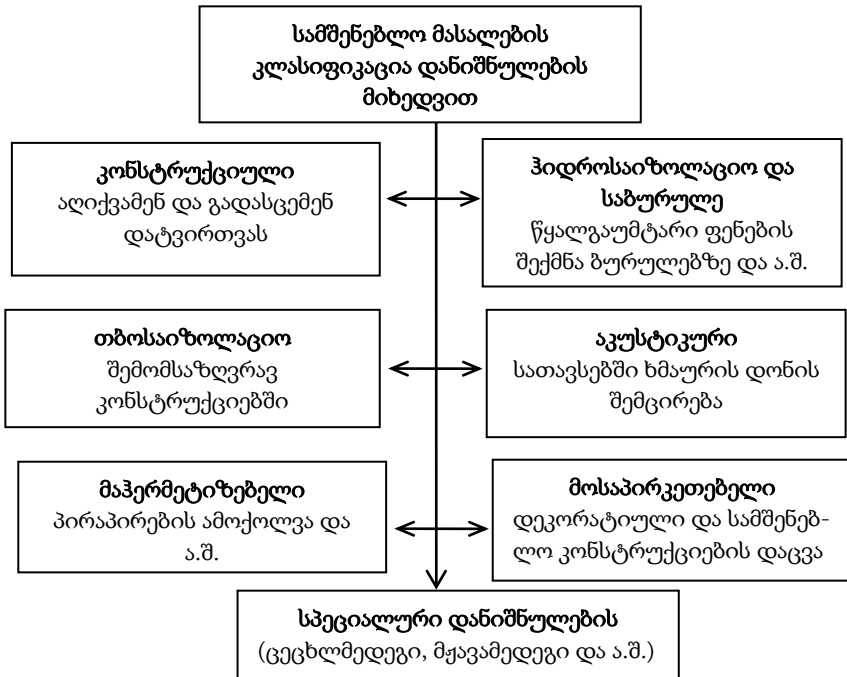 სამშენებლო მასალების
კლასიფიკაცია დანიშნულების
მიხედვით
კონსტრუქციული
აღიქვამენ და გადასცემენ
დატვირთვას
ჰიდროსაიზოლაციო და
საბურულე
წყალგაუმტარი ფენების
შექმნა ბურულებზე და ა.შ.
თბოსაიზოლაციო
შემომსაზღვრავ
კონსტრუქციებში
აკუსტიკური
სათავსებში ხმაურის დონის
შემცირება
მაჰერმეტიზებელი
პირაპირების ამოქოლვა და
ა.შ.
მოსაპირკეთებელი
დეკორატიული და სამშენებ-
ლო კონსტრუქციების დაცვა
სპეციალური დანიშნულების
(ცეცხლმედეგი, მჟავამედეგი და ა.შ.)